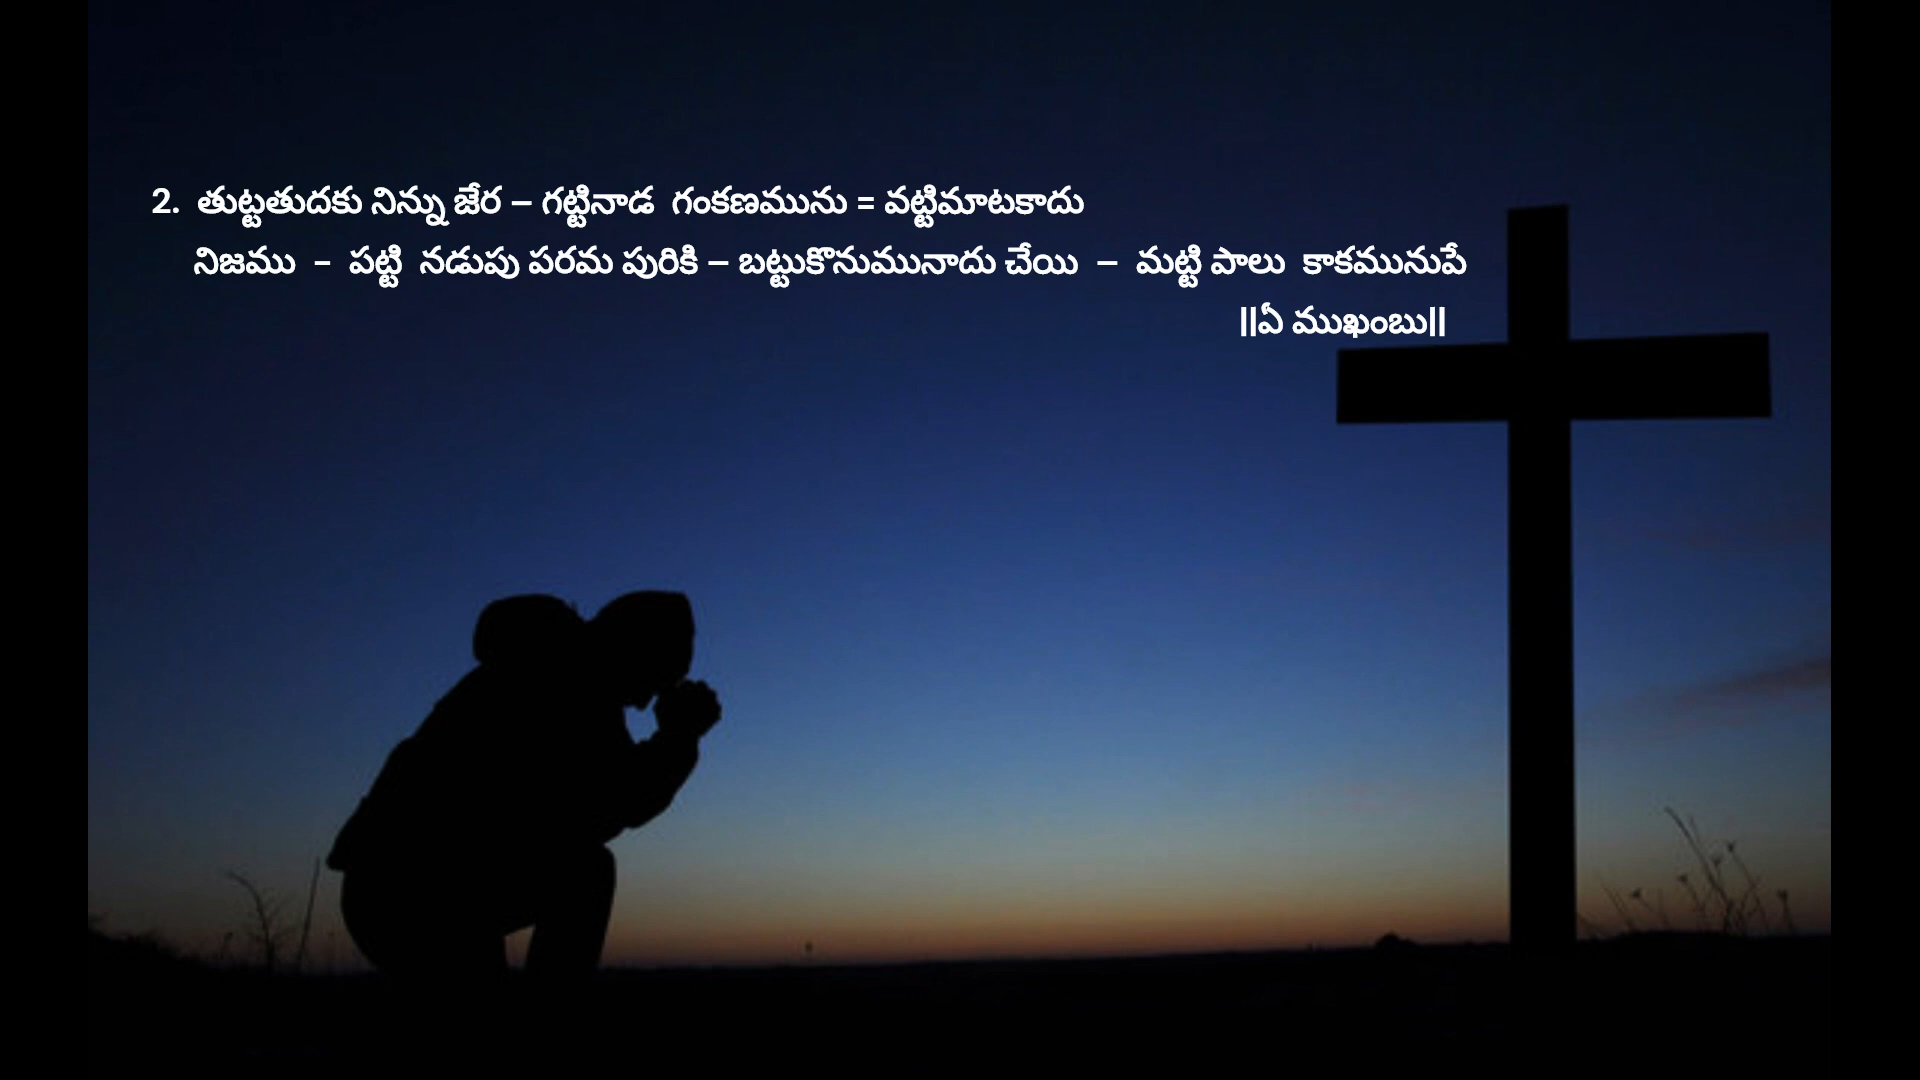 2. తుట్టతుదకు నిన్ను జేర – గట్టినాడ గంకణమును = వట్టిమాటకాదు
నిజము - పట్టి నడుపు పరమ పురికి – బట్టుకొనుమునాదు చేయి – మట్టి పాలు కాకమునుపే
||ఏ ముఖంబు||